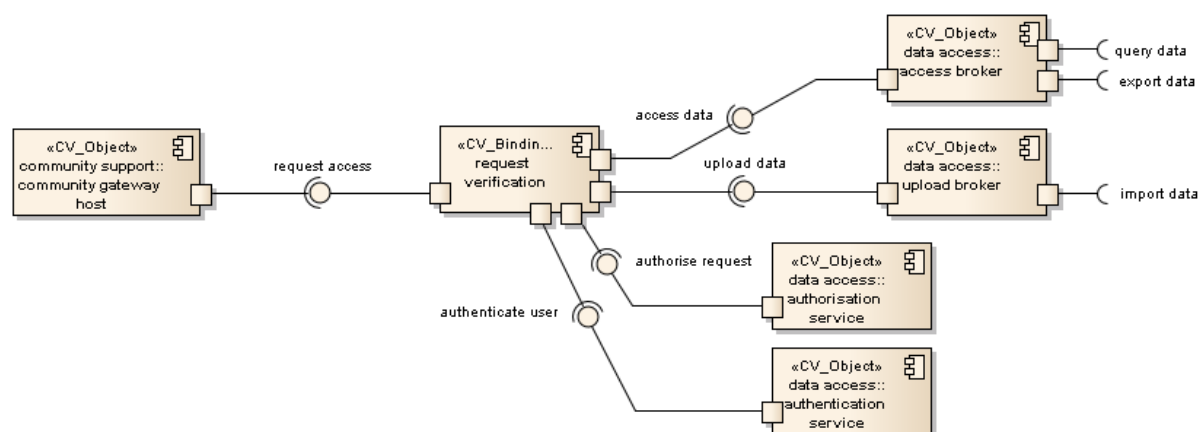 «CV_Object»
data access::
access broker
query data
export data
access data
«CV_Object»
community support::
community gateway
host
request access
«CV_Bindin...
request
verification
upload data
«CV_Object»
data access::
upload broker
import data
authorise request
«CV_Object»
data access::
authorisation
service
authenticate user
«CV_Object»
data access::
authentication
service